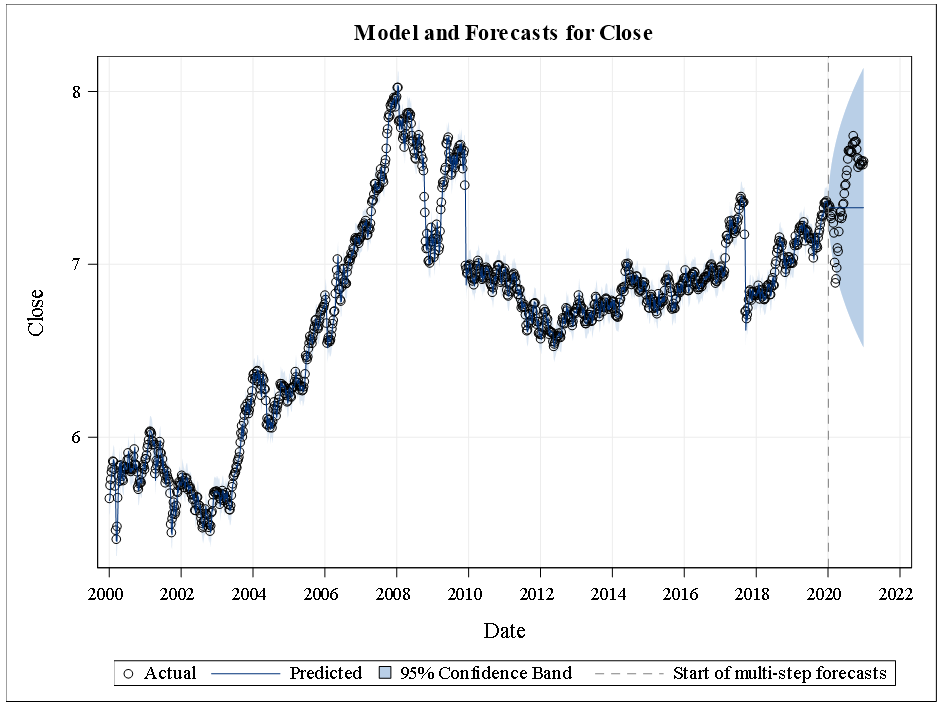 Model and Forecasts for Close
8
7
6
Close
2000 2002 2004 2006 2008 2010 2012 2014 2016 2018 2020 2022
Date
Actual Predicted 95% Confidence Band Start of multi-step forecasts